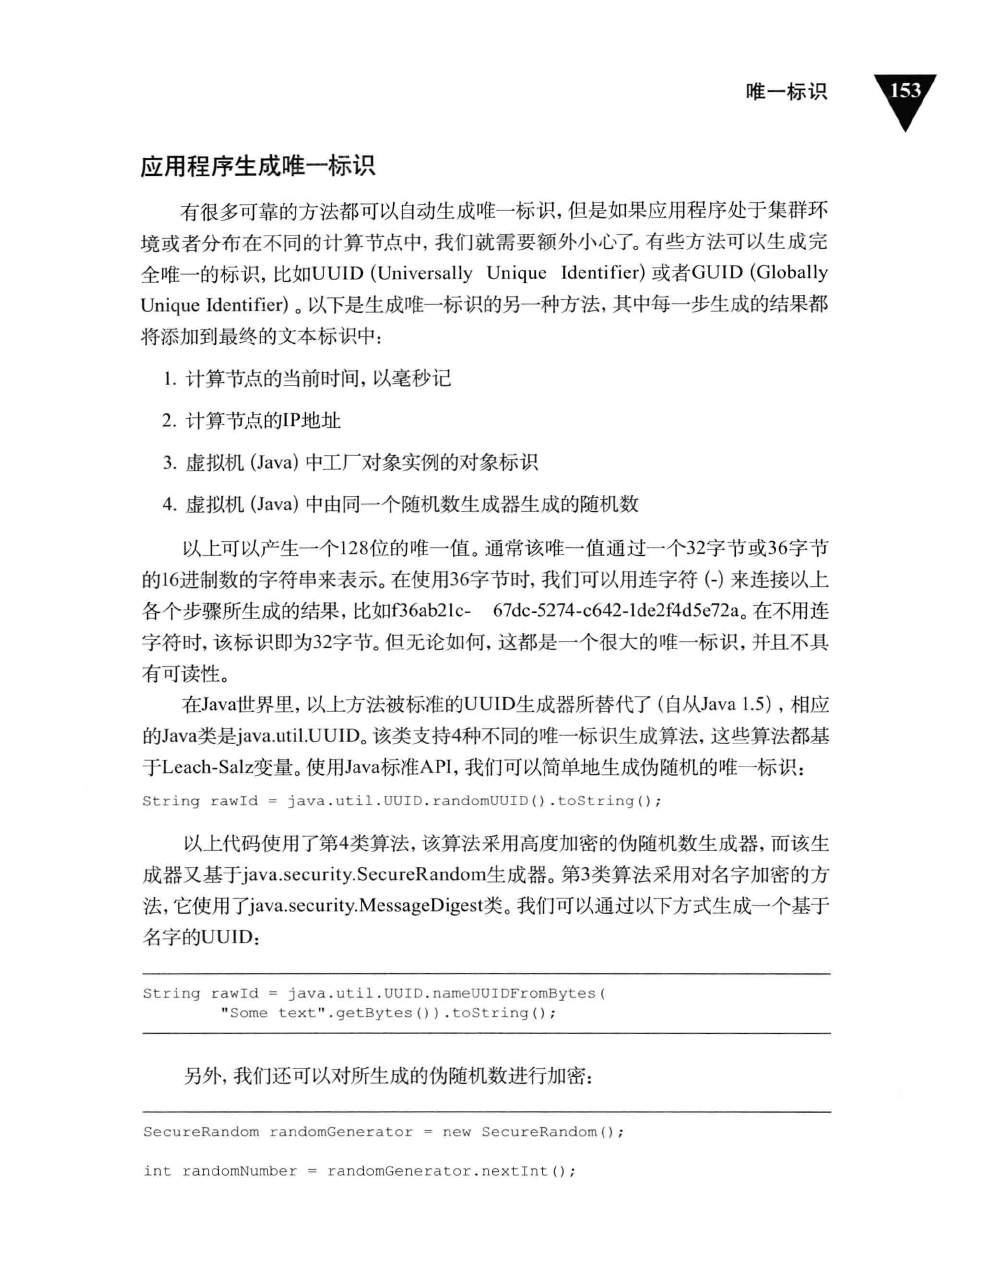 唯一标识
153
应用程序生成唯一标识
有很多可靠的方法都可以自动生成唯一标识，但是如果应用程序处于集群环
境或者分布在不同的计算节点中，我们就需要额外小心了。有些方法可以生成完
全唯一的标识，比如UUID (Universally Unique Identifier) 或者GUID (Globally
Unique Identifier) 。以下是生成唯一标识的另一种方法，其中每一步生成的结果都
将添加到最终的文本标识中：
1. 计算节点的当前时间，以毫秒记
2. 计算节点的IP地址
3. 虚拟机 (Java) 中工厂对象实例的对象标识
4. 虚拟机 (Java) 中由同一个随机数生成器生成的随机数
以上可以产生一个128位的唯一值。通常该唯一值通过一个32字节或36字节
的16进制数的字符串来表示。在使用36字节时，我们可以用连字符 (-) 来连接以上
各个步骤所生成的结果，比如f36ab21c- 67dc-5274-c642-1de2f4d5e72a。在不用连
字符时，该标识即为32字节。但无论如何，这都是一个很大的唯一标识，并且不具
有可读性。
在Java世界里，以上方法被标准的UUID生成器所替代了 (自从Java 1.5) ，相应
的Java类是java.util.UUID。该类支持4种不同的唯一标识生成算法，这些算法都基
于Leach-Salz变量。使用Java标准API，我们可以简单地生成伪随机的唯一标识：
String rawId = java.util.UUID.randomUUID().toString();
以上代码使用了第4类算法，该算法采用高度加密的伪随机数生成器，而该生
成器又基于java.security.SecureRandom生成器。第3类算法采用对名字加密的方
法，它使用了java.security.MessageDigest类。我们可以通过以下方式生成一个基于
名字的UUID：
String rawId = java.util.UUID.nameUUIDFromBytes(
"Some text".getBytes()).toString();
另外，我们还可以对所生成的伪随机数进行加密：
SecureRandom randomGenerator = new SecureRandom();
int randomNumber = randomGenerator.nextInt();